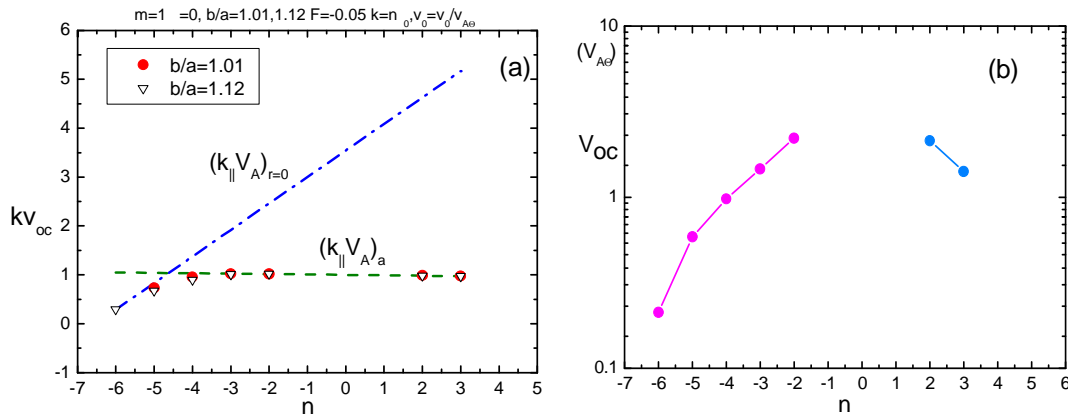 m=1 =0, b/a=1.01,1.12 F=-0.05 k=n 0,v0=v0/vAΘ
6
5
4
3
2
1
0
-1
b/a=1.01
b/a=1.12
(a)
(k||VA)r=0
(k||VA)a
kvoc
-7 -6 -5 -4 -3 -2 -1 0 1 2 3 4 5
n
10
(VAΘ)
(b)
VOC
1
0.1
-7 -6 -5 -4 -3 -2 -1 0 1 2 3 4 5 6
n